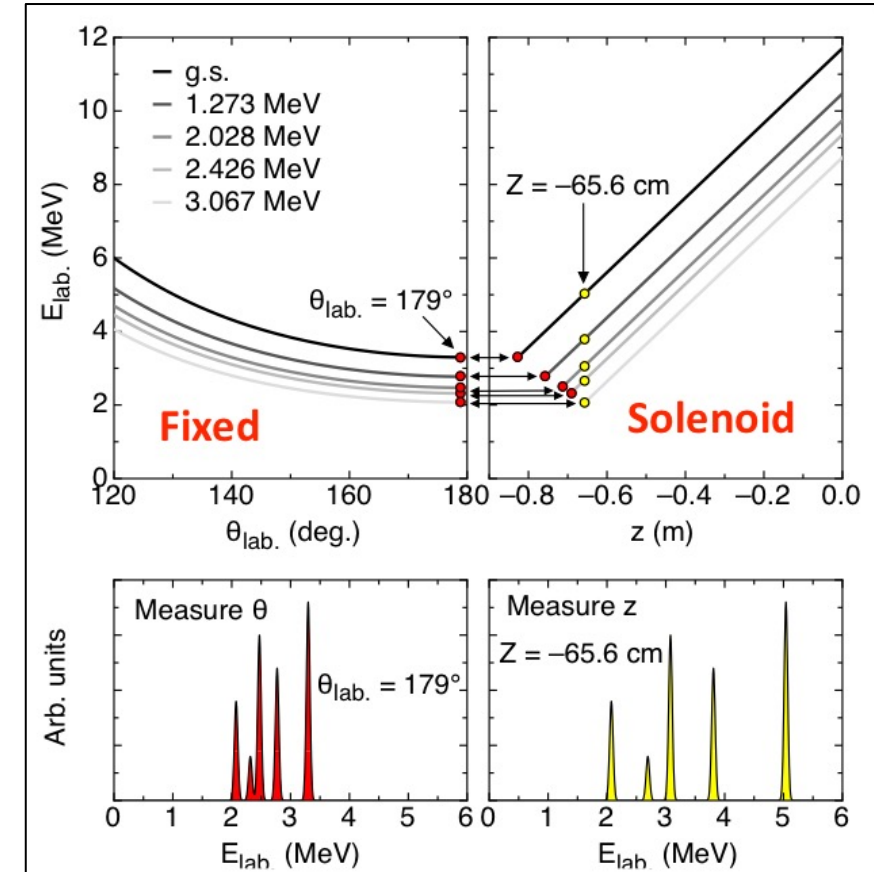 12
10
8
6
4
2
0
E_lab. (MeV)
g.s.
1.273 MeV
2.028 MeV
2.426 MeV
3.067 MeV
θ_lab. = 179°
Fixed
120 140 160 180
θ_lab. (deg.)
Z = –65.6 cm
Solenoid
–0.8 –0.6 –0.4 –0.2 0.0
z (m)
Arb. units
Measure θ
θ_lab. = 179°
0 1 2 3 4 5 6
E_lab. (MeV)
Measure z
Z = –65.6 cm
0 1 2 3 4 5 6
E_lab. (MeV)